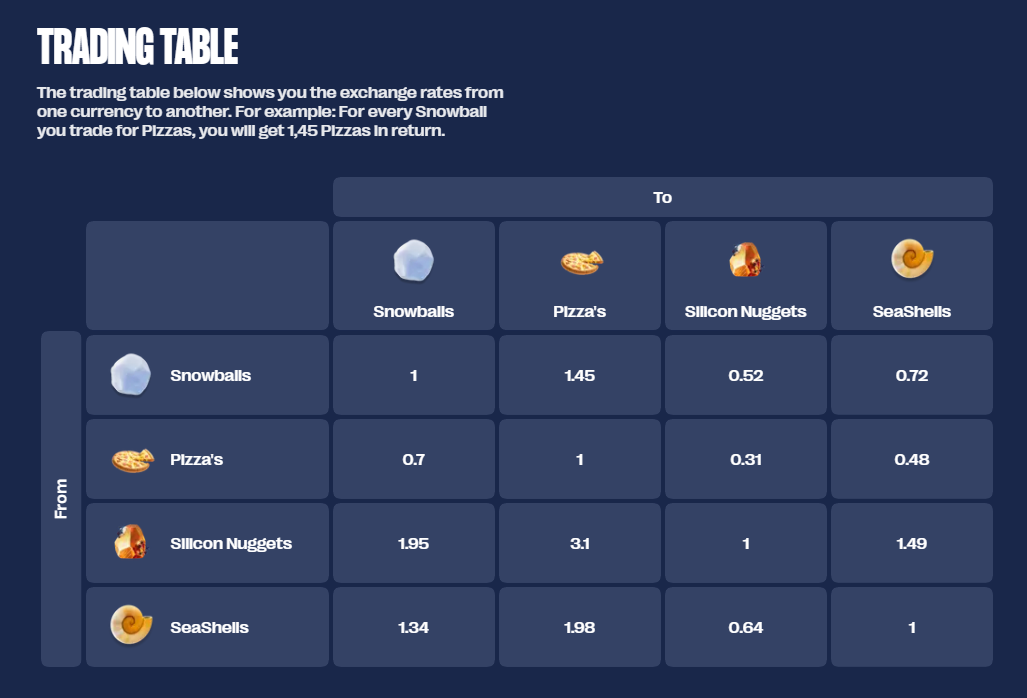 TRADING TABLE
The trading table below shows you the exchange rates from
one currency to another. For example: For every Snowball
you trade for Pizzas, you will get 1,45 Pizzas in return.
To
Snowballs Pizza's Silicon Nuggets SeaShells
From
Snowballs 1 1.45 0.52 0.72
Pizza's 0.7 1 0.31 0.48
Silicon Nuggets 1.95 3.1 1 1.49
SeaShells 1.34 1.98 0.64 1